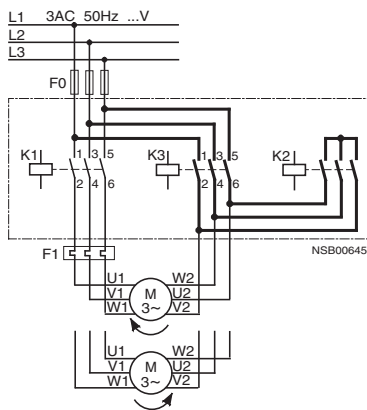 L1 3AC 50Hz ...V
L2
L3
F0
K1 1 3 5 K3 1 3 5 K2
2 4 6 2 4 6
NSB00645
F1
U1 W2
V1 M U2
W1 3~ V2
U1 W2
V1 M U2
W1 3~ V2